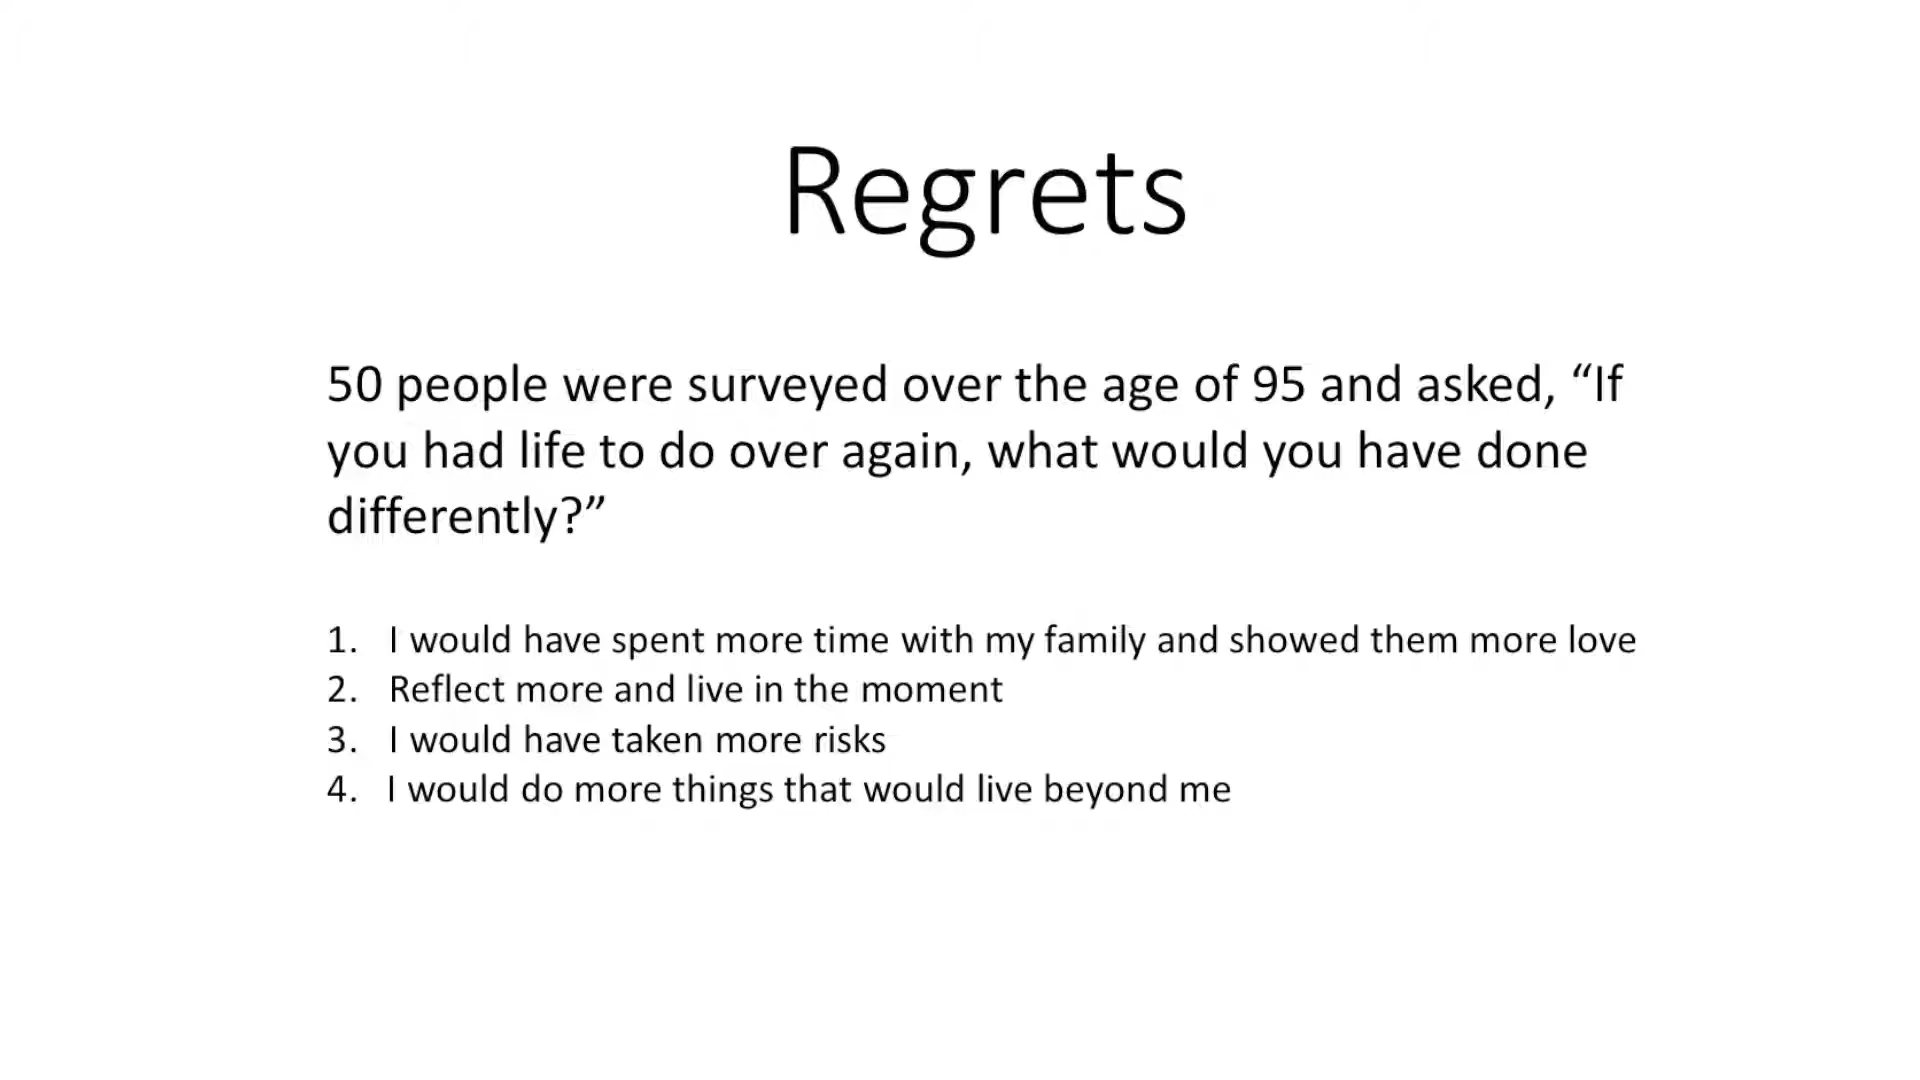 Regrets
50 people were surveyed over the age of 95 and asked, “If
you had life to do over again, what would you have done
differently?”
1. I would have spent more time with my family and showed them more love
2. Reflect more and live in the moment
3. I would have taken more risks
4. I would do more things that would live beyond me